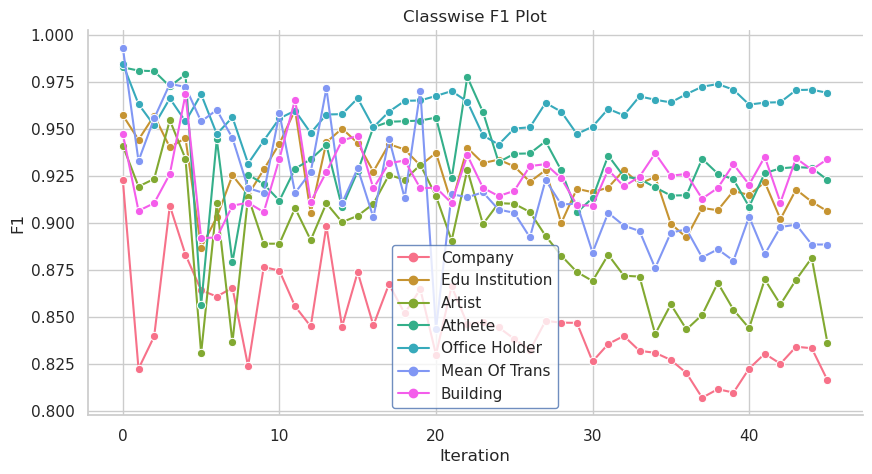 Classwise F1 Plot
1.000
0.975
0.950
0.925
0.900
0.875
0.850
0.825
0.800
F1
Company
Edu Institution
Artist
Athlete
Office Holder
Mean Of Trans
Building
0 10 20 30 40
Iteration